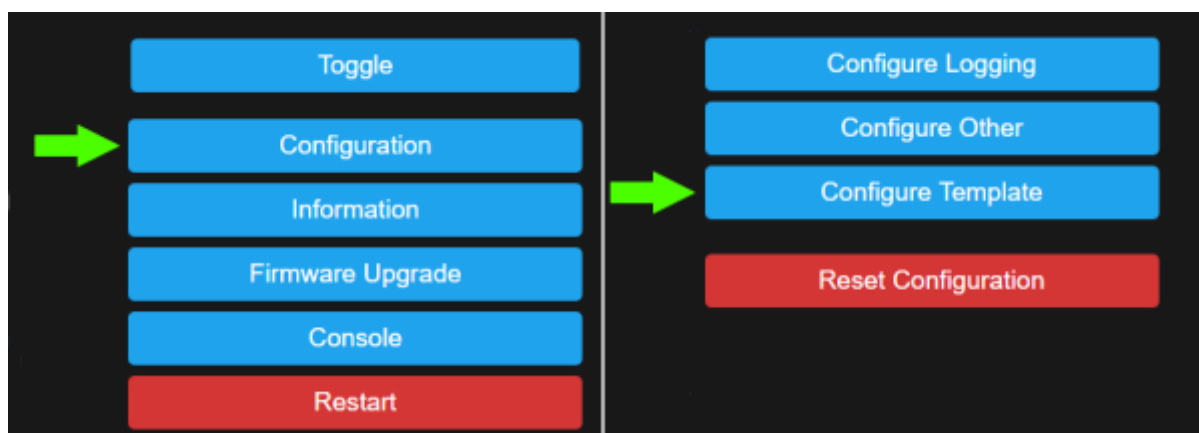 Toggle
Configuration
Information
Firmware Upgrade
Console
Restart
Configure Logging
Configure Other
Configure Template
Reset Configuration